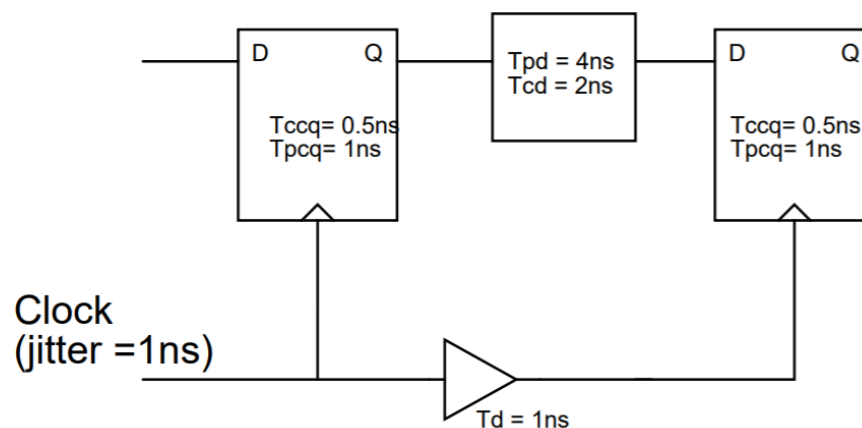 D Q
Tccq= 0.5ns
Tpcq= 1ns
Tpd = 4ns
Tcd = 2ns
D Q
Tccq= 0.5ns
Tpcq= 1ns
Clock
(jitter =1ns)
Td = 1ns